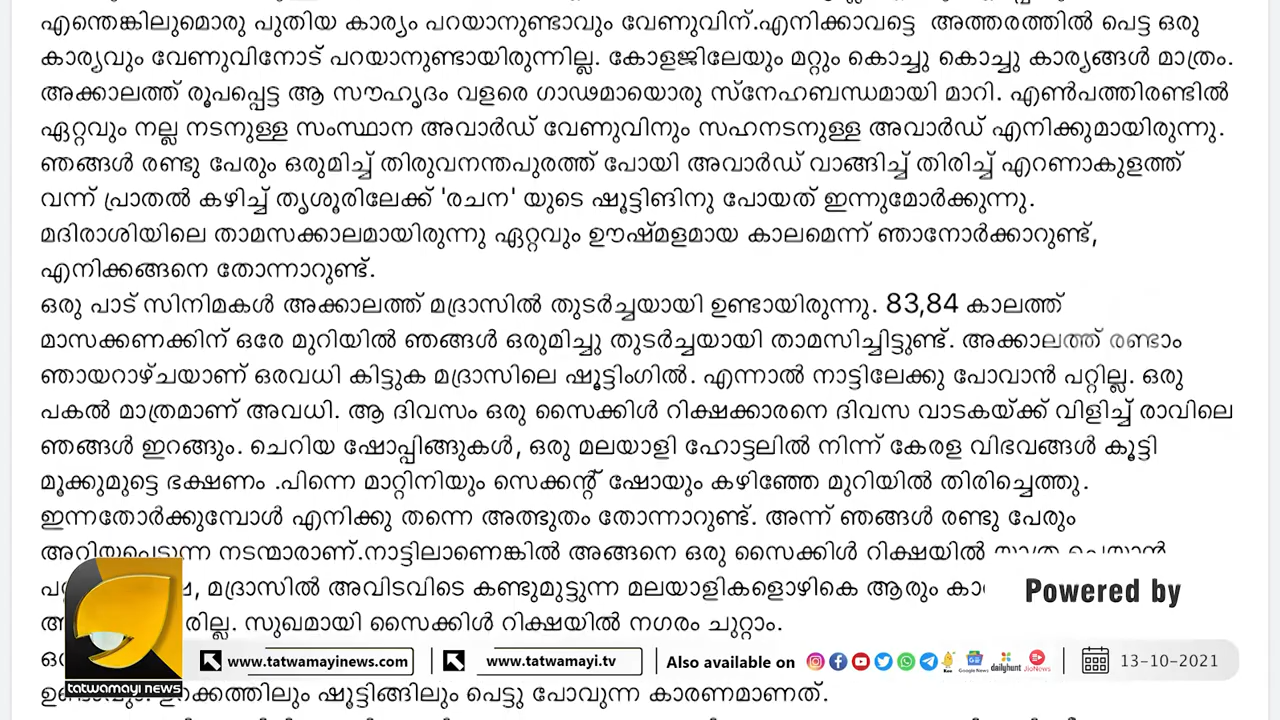 എന്തെങ്കിലുമൊരു പുതിയ കാര്യം പറയാനുണ്ടാവും വേണുവിന്.എനിക്കാവട്ടെ അത്തരത്തിൽ പെട്ട ഒരു
കാര്യവും വേണുവിനോട് പറയാനുണ്ടായിരുന്നില്ല. കോളജിലേയും മറ്റും കൊച്ചു കൊച്ചു കാര്യങ്ങൾ മാത്രം.
അക്കാലത്ത് രൂപപ്പെട്ട ആ സൗഹൃദം വളരെ ഗാഢമായൊരു സ്നേഹബന്ധമായി മാറി. എൺപത്തിരണ്ടിൽ
ഏറ്റവും നല്ല നടനുള്ള സംസ്ഥാന അവാർഡ് വേണുവിനും സഹനടനുള്ള അവാർഡ് എനിക്കുമായിരുന്നു.
ഞങ്ങൾ രണ്ടു പേരും ഒരുമിച്ച് തിരുവനന്തപുരത്ത് പോയി അവാർഡ് വാങ്ങിച്ച് തിരിച്ച് എറണാകുളത്ത്
വന്ന് പ്രാതൽ കഴിച്ച് തൃശൂരിലേക്ക് 'രചന' യുടെ ഷൂട്ടിങിനു പോയത് ഇന്നുമോർക്കുന്നു.
മദിരാശിയിലെ താമസക്കാലമായിരുന്നു ഏറ്റവും ഊഷ്മളമായ കാലമെന്ന് ഞാനോർക്കാറുണ്ട്,
എനിക്കങ്ങനെ തോന്നാറുണ്ട്.
ഒരു പാട് സിനിമകൾ അക്കാലത്ത് മദ്രാസിൽ തുടർച്ചയായി ഉണ്ടായിരുന്നു. 83,84 കാലത്ത്
മാസക്കണക്കിന് ഒരേ മുറിയിൽ ഞങ്ങൾ ഒരുമിച്ചു തുടർച്ചയായി താമസിച്ചിട്ടുണ്ട്. അക്കാലത്ത് രണ്ടാം
ഞായറാഴ്ചയാണ് ഒരവധി കിട്ടുക മദ്രാസിലെ ഷൂട്ടിംഗിൽ. എന്നാൽ നാട്ടിലേക്കു പോവാൻ പറ്റില്ല. ഒരു
പകൽ മാത്രമാണ് അവധി. ആ ദിവസം ഒരു സൈക്കിൾ റിക്ഷക്കാരനെ ദിവസ വാടകയ്ക്ക് വിളിച്ച് രാവിലെ
ഞങ്ങൾ ഇറങ്ങും. ചെറിയ ഷോപ്പിങ്ങുകൾ, ഒരു മലയാളി ഹോട്ടലിൽ നിന്ന് കേരള വിഭവങ്ങൾ കൂട്ടി
മൂക്കുമുട്ടെ ഭക്ഷണം .പിന്നെ മാറ്റിനിയും സെക്കന്റ് ഷോയും കഴിഞ്ഞേ മുറിയിൽ തിരിച്ചെത്തു.
ഇന്നതോർക്കുമ്പോൾ എനിക്കു തന്നെ അത്ഭുതം തോന്നാറുണ്ട്. അന്ന് ഞങ്ങൾ രണ്ടു പേരും
അറിയപ്പെടുന്ന നടന്മാരാണ്.നാട്ടിലാണെങ്കിൽ അങ്ങനെ ഒരു സൈക്കിൾ റിക്ഷയിൽ
മദ്രാസിൽ അവിടവിടെ കണ്ടുമുട്ടുന്ന മലയാളികളൊഴികെ ആരും
സുഖമായി സൈക്കിൾ റിക്ഷയിൽ നഗരം ചുറ്റാം.
ഷൂട്ടിങ്ങിലും പെട്ടു പോവുന്ന കാരണമാണത്.
Powered by
tatwamayi news
www.tatwamayinews.com
www.tatwamayi.tv
Also available on
Koo
Google News
dailyhunt
JioNews
13-10-2021